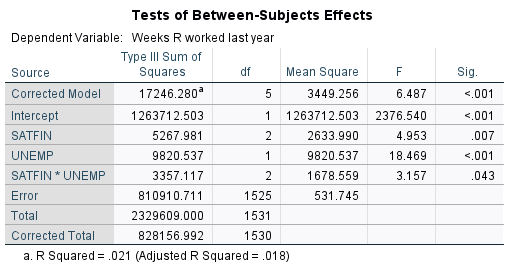 Tests of Between-Subjects Effects
Dependent Variable: Weeks R worked last year
Source Type III Sum of Squares df Mean Square F Sig.
Corrected Model 17246.280a 5 3449.256 6.487 <.001
Intercept 1263712.503 1 1263712.503 2376.540 <.001
SATFIN 5267.981 2 2633.990 4.953 .007
UNEMP 9820.537 1 9820.537 18.469 <.001
SATFIN * UNEMP 3357.117 2 1678.559 3.157 .043
Error 810910.711 1525 531.745
Total 2329609.000 1531
Corrected Total 828156.992 1530
a. R Squared = .021 (Adjusted R Squared = .018)